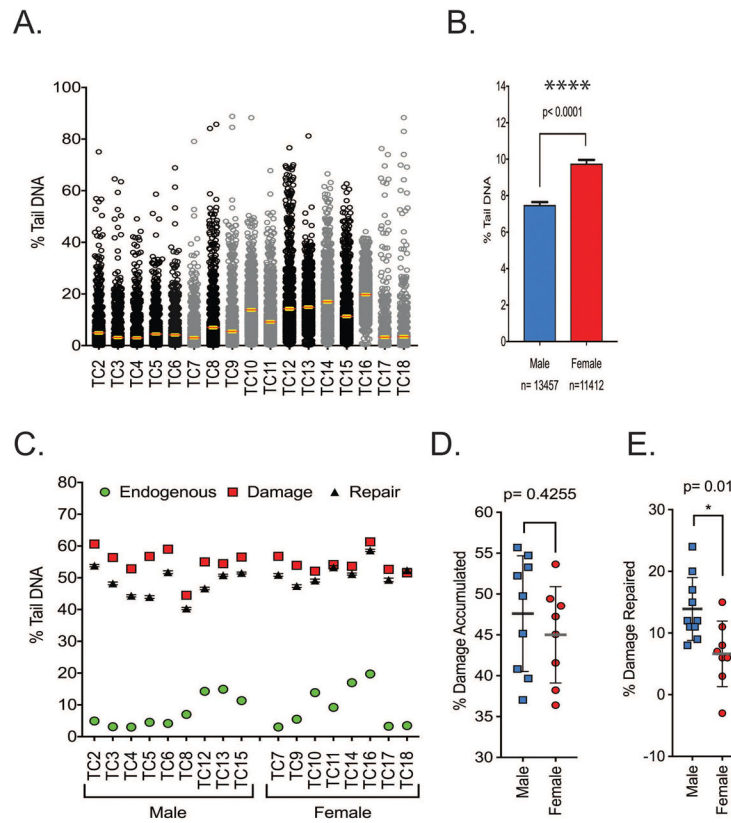 A.
100
80
60
40
20
0
% Tail DNA
TC2 TC3 TC4 TC5 TC6 TC7 TC8 TC9 TC10 TC11 TC12 TC13 TC14 TC15 TC16 TC17 TC18
B.
****
p< 0.0001
14
12
10
8
6
4
2
0
% Tail DNA
Male Female
n= 13457 n=11412
C.
80
70
60
50
40
30
20
10
0
% Tail DNA
Endogenous Damage Repair
TC2 TC3 TC4 TC5 TC6 TC8 TC12 TC13 TC15 TC7 TC9 TC10 TC11 TC14 TC16 TC17 TC18
Male Female
D.
p= 0.4255
60
55
50
45
40
35
30
% Damage Accumulated
Male Female
E.
p= 0.01
*
30
20
10
0
-10
% Damage Repaired
Male Female